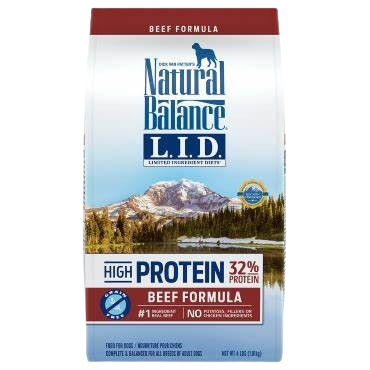 BEEF FORMULA
DICK VAN PATTEN'S
Natural
Balance
L.I.D.
LIMITED INGREDIENT DIETS
HIGH PROTEIN 32% PROTEIN
BEEF FORMULA
GRAIN FREE
#1 INGREDIENT REAL BEEF
NO POTATOES, FILLERS OR CHICKEN INGREDIENTS
FOOD FOR DOGS / NOURRITURE POUR CHIENS
COMPLETE & BALANCED FOR ALL BREEDS OF ADULT DOGS
NET WT 4 LBS.